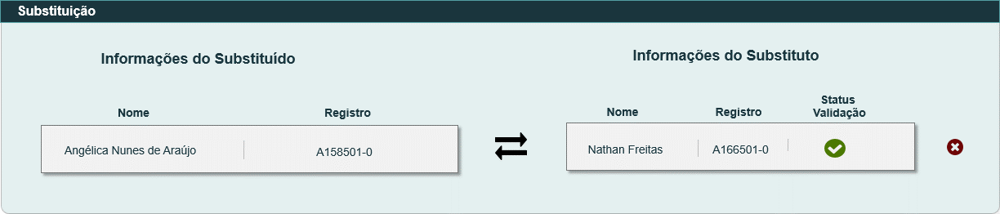 Substituição
Informações do Substituído
Informações do Substituto
Nome
Registro
Nome
Registro
Status
Validação
Angélica Nunes de Araújo
A158501-0
Nathan Freitas
A166501-0